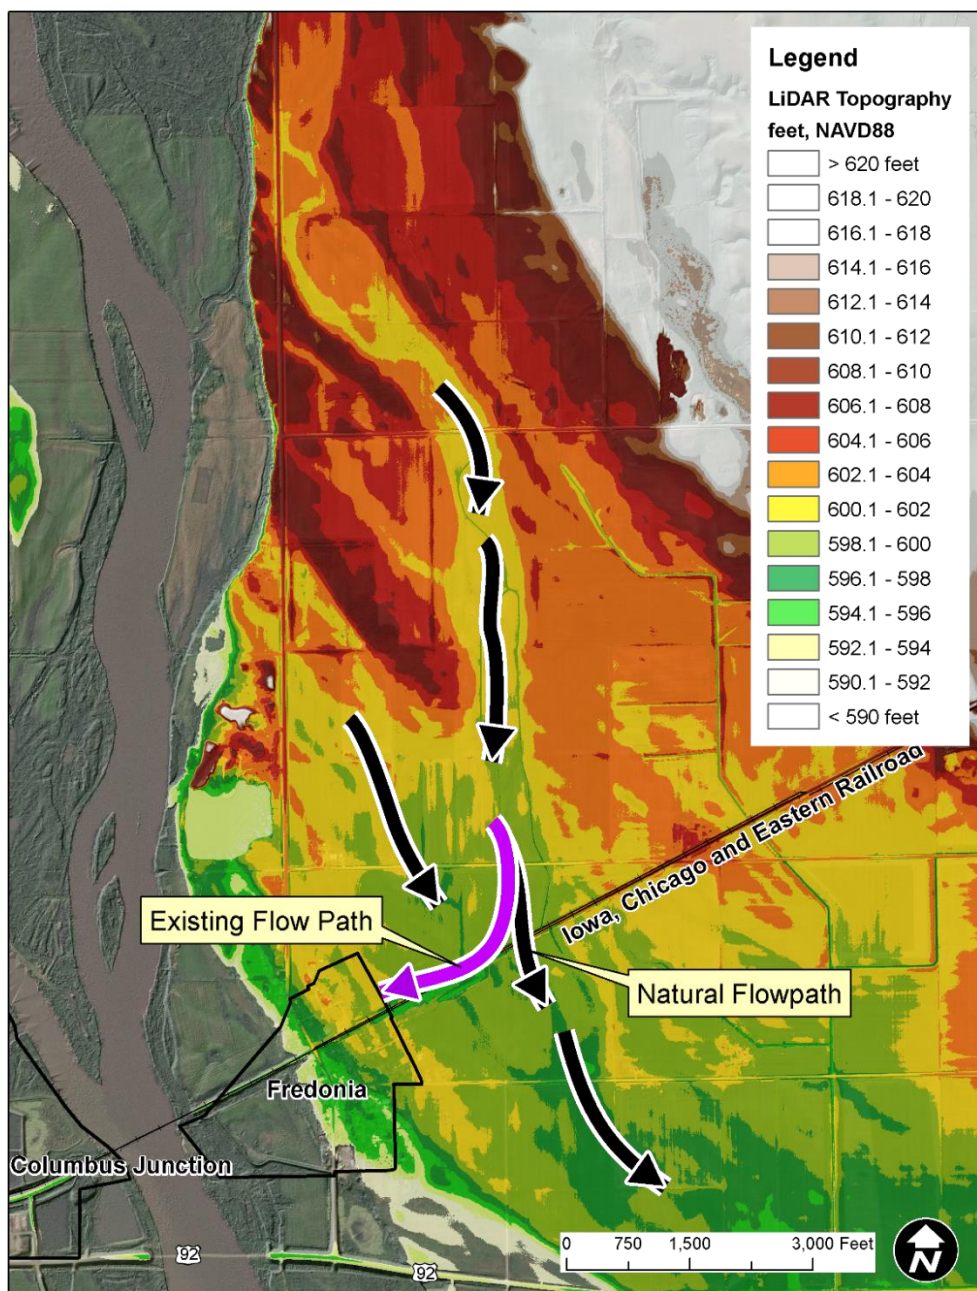 Legend
LiDAR Topography
feet, NAVD88
> 620 feet
618.1 - 620
616.1 - 618
614.1 - 616
612.1 - 614
610.1 - 612
608.1 - 610
606.1 - 608
604.1 - 606
602.1 - 604
600.1 - 602
598.1 - 600
596.1 - 598
594.1 - 596
592.1 - 594
590.1 - 592
< 590 feet
Iowa, Chicago and Eastern Railroad
Existing Flow Path
Natural Flowpath
Fredonia
Columbus Junction
92
92
0 750 1,500 3,000 Feet
N